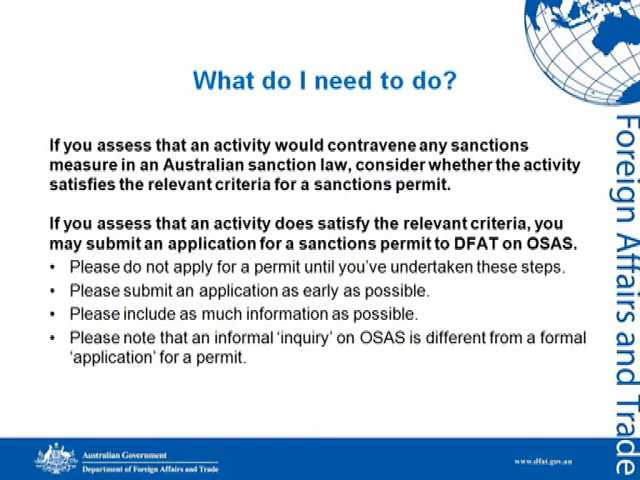 What do I need to do?
If you assess that an activity would contravene any sanctions
measure in an Australian sanction law, consider whether the activity
satisfies the relevant criteria for a sanctions permit.
If you assess that an activity does satisfy the relevant criteria, you
may submit an application for a sanctions permit to DFAT on OSAS.
• Please do not apply for a permit until you've undertaken these steps.
• Please submit an application as early as possible.
• Please include as much information as possible.
• Please note that an informal ‘inquiry’ on OSAS is different from a formal
‘application’ for a permit.
Foreign Affairs and Trade
Australian Government
Department of Foreign Affairs and Trade
www.dfat.gov.au